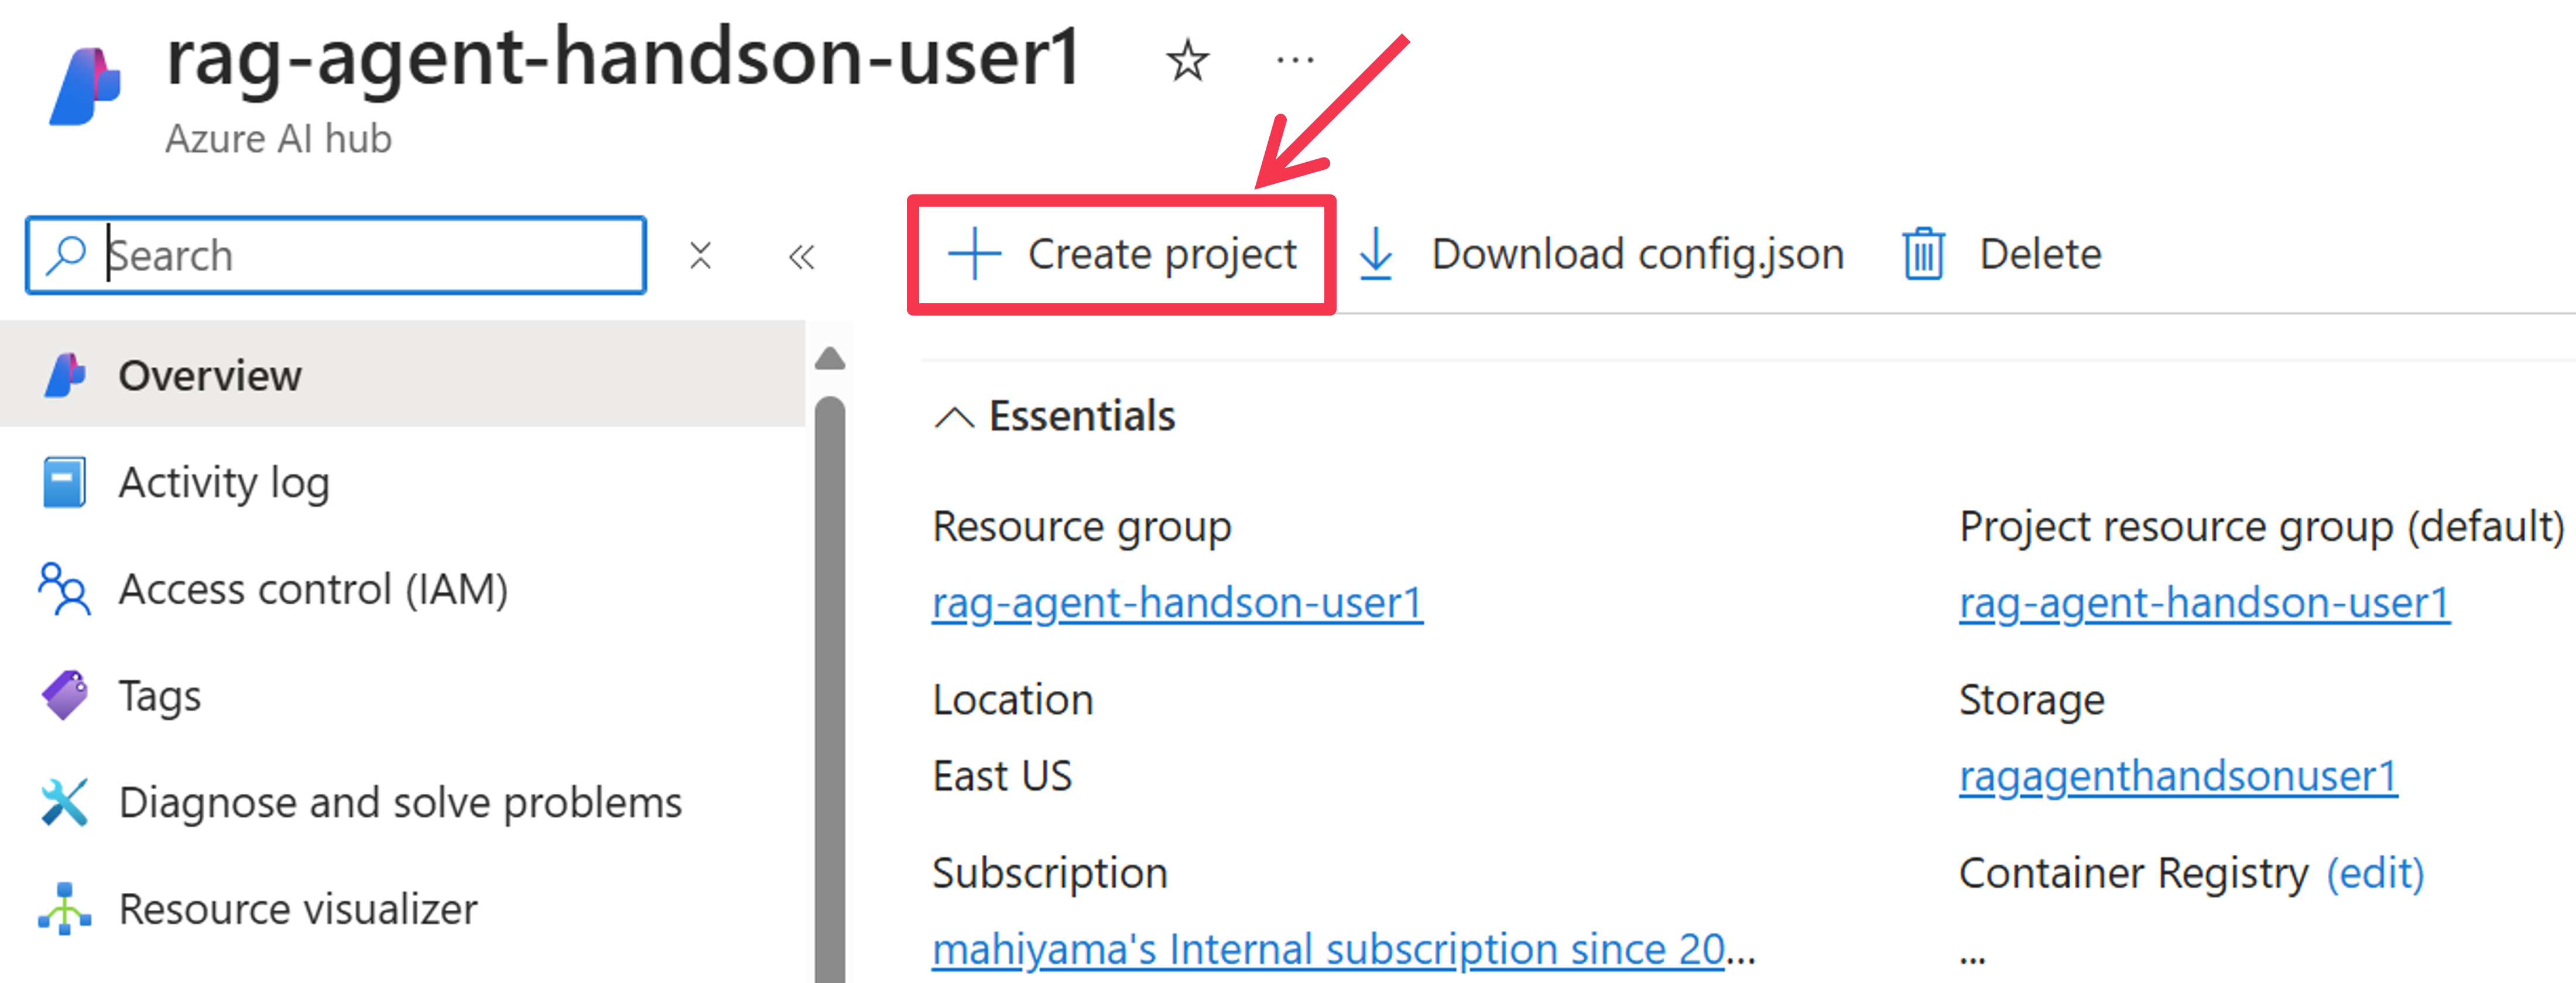 rag-agent-handson-user1
Azure AI hub
Search
Create project
Download config.json
Delete
Overview
Activity log
Access control (IAM)
Tags
Diagnose and solve problems
Resource visualizer
Essentials
Resource group
rag-agent-handson-user1
Location
East US
Subscription
mahiyama's Internal subscription since 20...
Project resource group (default)
rag-agent-handson-user1
Storage
ragagenthandsonuser1
Container Registry (edit)
...